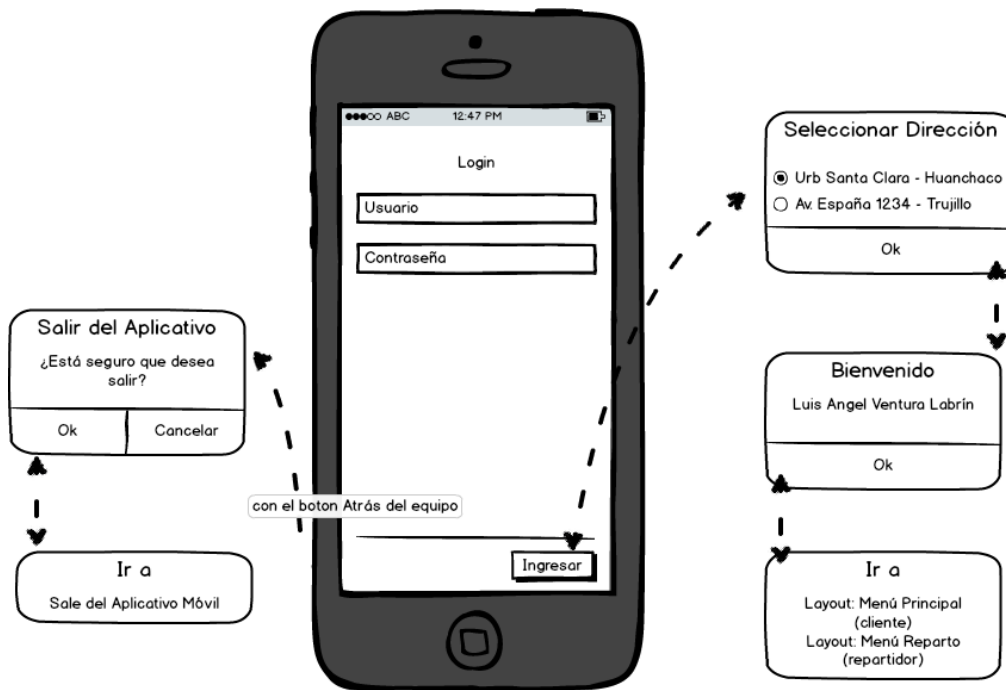 ABC 12:47 PM
Login
Usuario
Contraseña
con el boton Atrás del equipo
Ingresar
Salir del Aplicativo
¿Está seguro que desea
salir?
Ok Cancelar
Ir a
Sale del Aplicativo Móvil
Seleccionar Dirección
Urb Santa Clara - Huanchaco
Av. España 1234 - Trujillo
Ok
Bienvenido
Luis Angel Ventura Labrín
Ok
Ir a
Layout: Menú Principal
(cliente)
Layout: Menú Reparto
(repartidor)